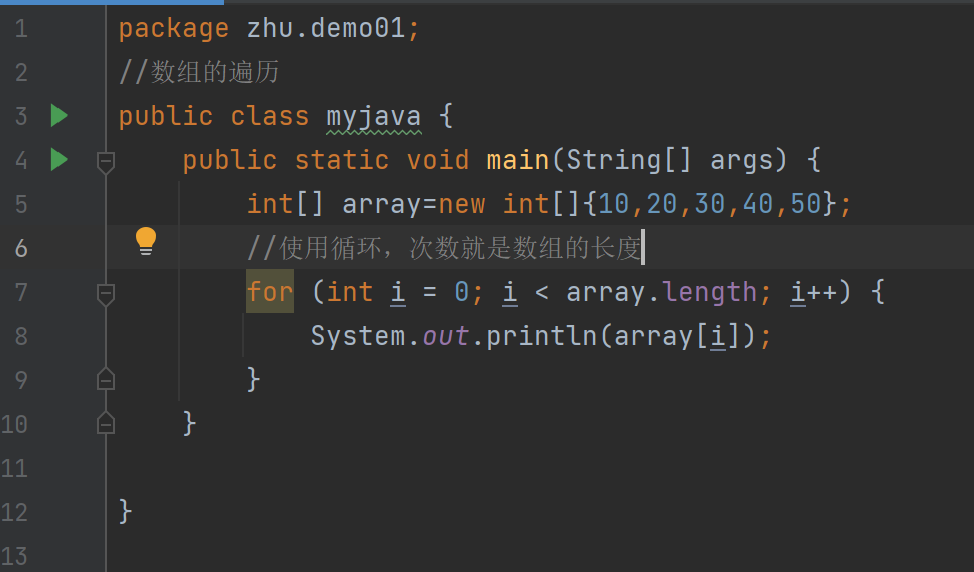 1 package zhu.demo01;
2 //数组的遍历
3 public class myjava {
4 public static void main(String[] args) {
5 int[] array=new int[]{10,20,30,40,50};
6 //使用循环，次数就是数组的长度
7 for (int i = 0; i < array.length; i++) {
8 System.out.println(array[i]);
9 }
10 }
11
12 }
13